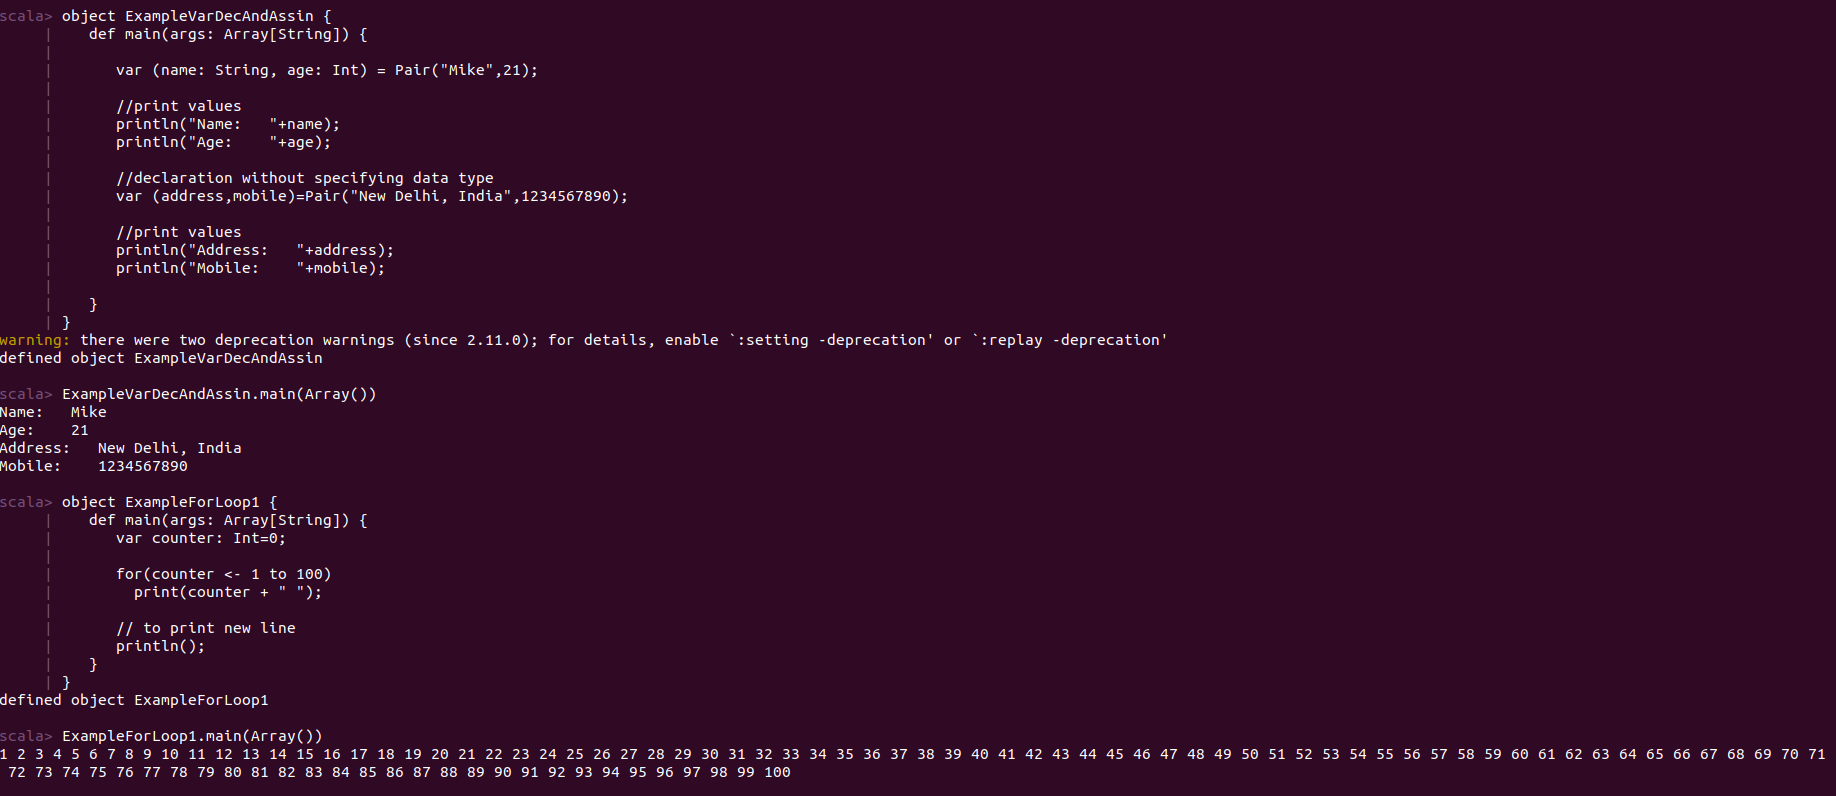 scala> object ExampleVarDecAndAssin {
     |    def main(args: Array[String]) {
     |
     |       var (name: String, age: Int) = Pair("Mike",21);
     |
     |       //print values
     |       println("Name:   "+name);
     |       println("Age:    "+age);
     |
     |       //declaration without specifying data type
     |       var (address,mobile)=Pair("New Delhi, India",1234567890);
     |
     |       //print values
     |       println("Address:   "+address);
     |       println("Mobile:    "+mobile);
     |
     |    }
     | }
warning: there were two deprecation warnings (since 2.11.0); for details, enable `:setting -deprecation' or `:replay -deprecation'
defined object ExampleVarDecAndAssin

scala> ExampleVarDecAndAssin.main(Array())
Name:   Mike
Age:    21
Address:   New Delhi, India
Mobile:    1234567890

scala> object ExampleForLoop1 {
     |    def main(args: Array[String]) {
     |       var counter: Int=0;
     |
     |       for(counter <- 1 to 100)
     |         print(counter + " ");
     |
     |       // to print new line
     |       println();
     |    }
     | }
defined object ExampleForLoop1

scala> ExampleForLoop1.main(Array())
1 2 3 4 5 6 7 8 9 10 11 12 13 14 15 16 17 18 19 20 21 22 23 24 25 26 27 28 29 30 31 32 33 34 35 36 37 38 39 40 41 42 43 44 45 46 47 48 49 50 51 52 53 54 55 56 57 58 59 60 61 62 63 64 65 66 67 68 69 70 71
 72 73 74 75 76 77 78 79 80 81 82 83 84 85 86 87 88 89 90 91 92 93 94 95 96 97 98 99 100